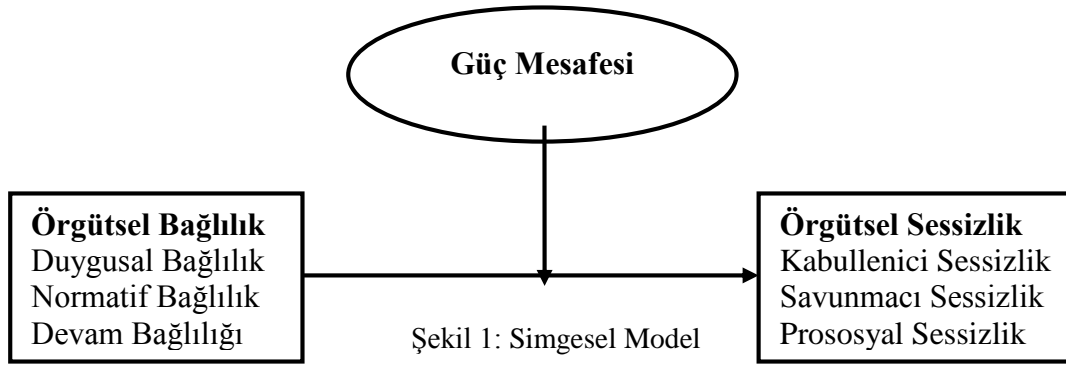 Güç Mesafesi
Örgütsel Bağlılık
Duygusal Bağlılık
Normatif Bağlılık
Devam Bağlılığı
Örgütsel Sessizlik
Kabullenici Sessizlik
Savunmacı Sessizlik
Prososyal Sessizlik
Şekil 1: Simgesel Model